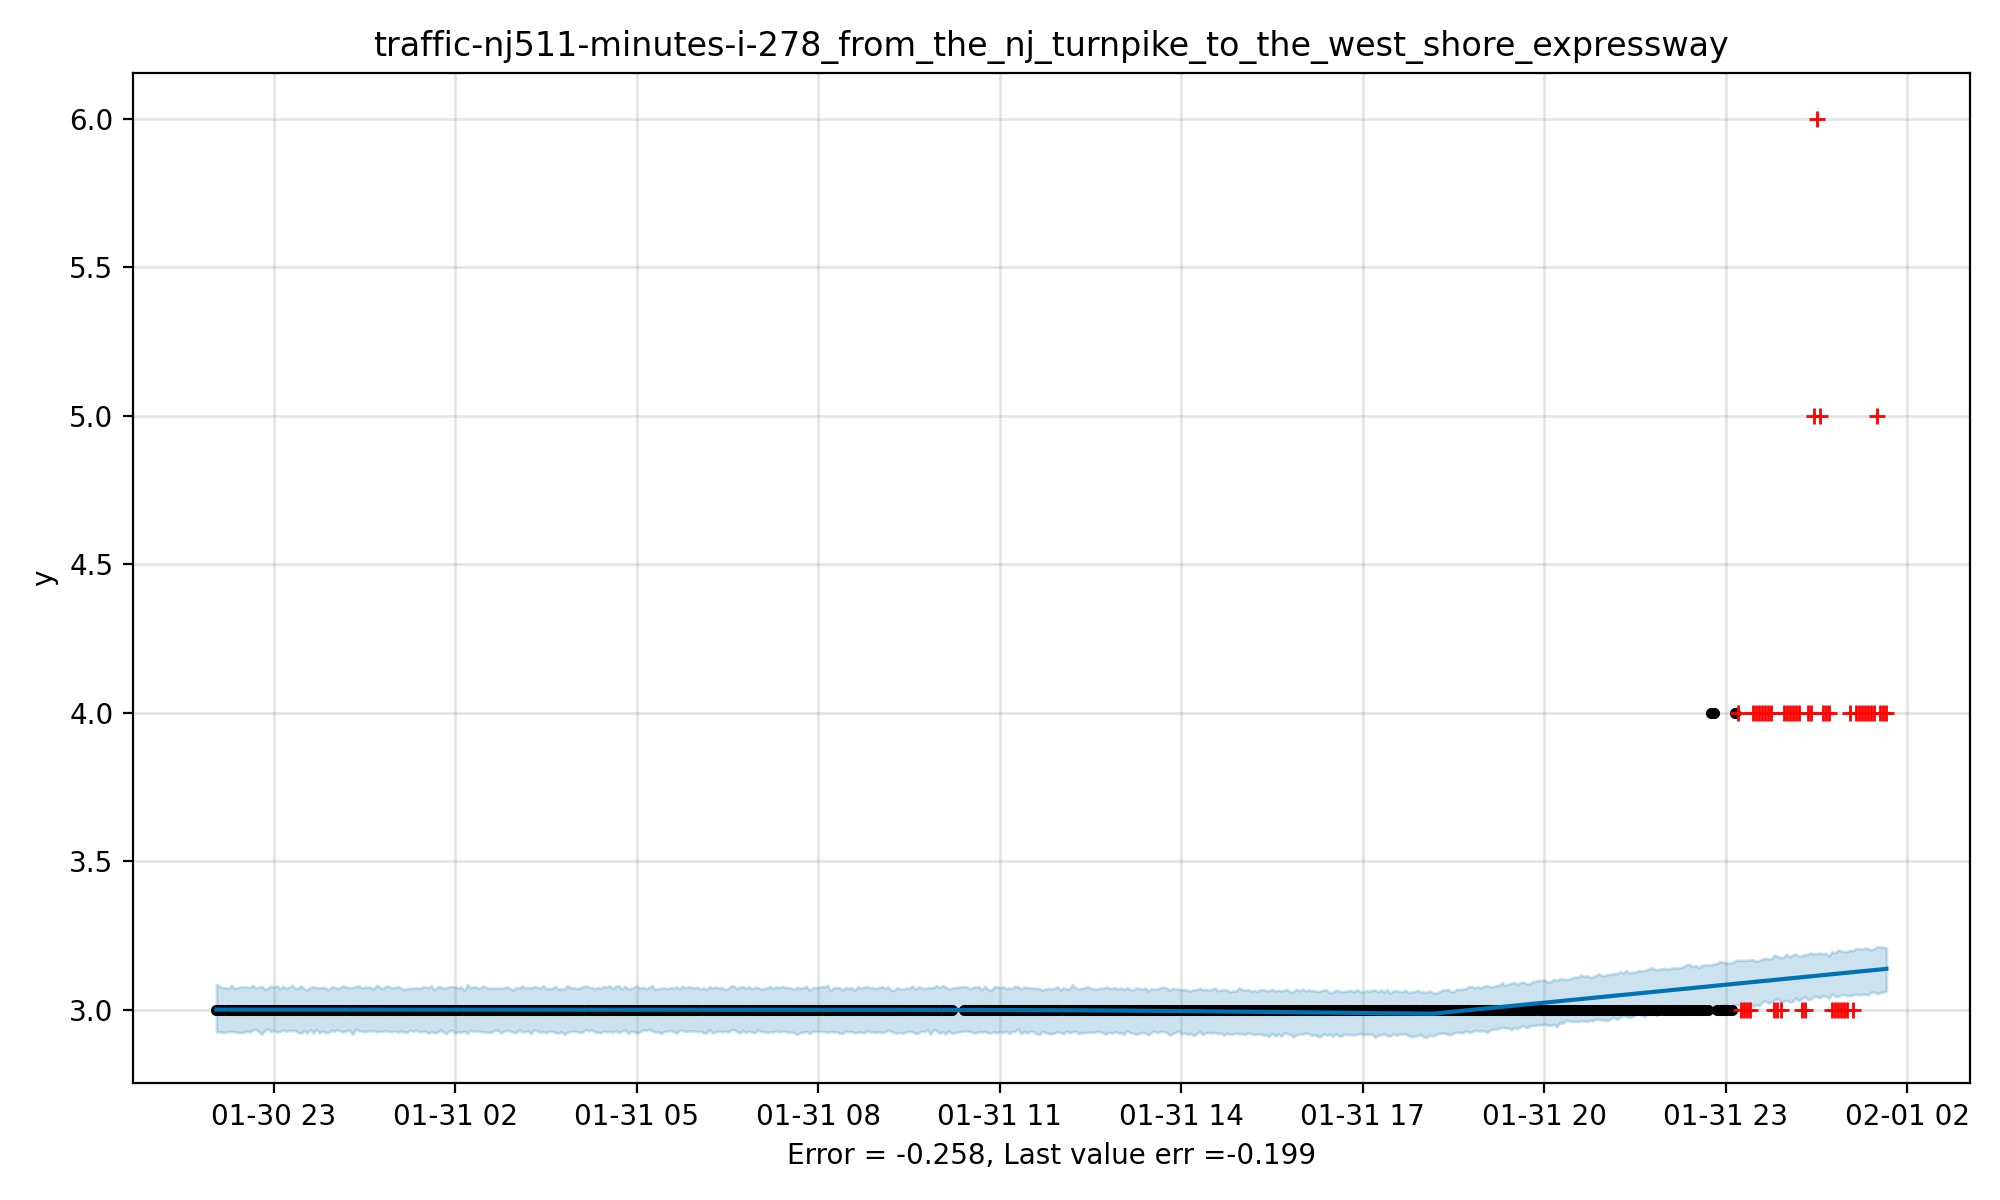 traffic-nj511-minutes-i-278_from_the_nj_turnpike_to_the_west_shore_expressway
6.0
5.5
5.0
4.5
4.0
3.5
3.0
y
01-30 23 01-31 02 01-31 05 01-31 08 01-31 11 01-31 14 01-31 17 01-31 20 01-31 23 02-01 02
Error = -0.258, Last value err =-0.199